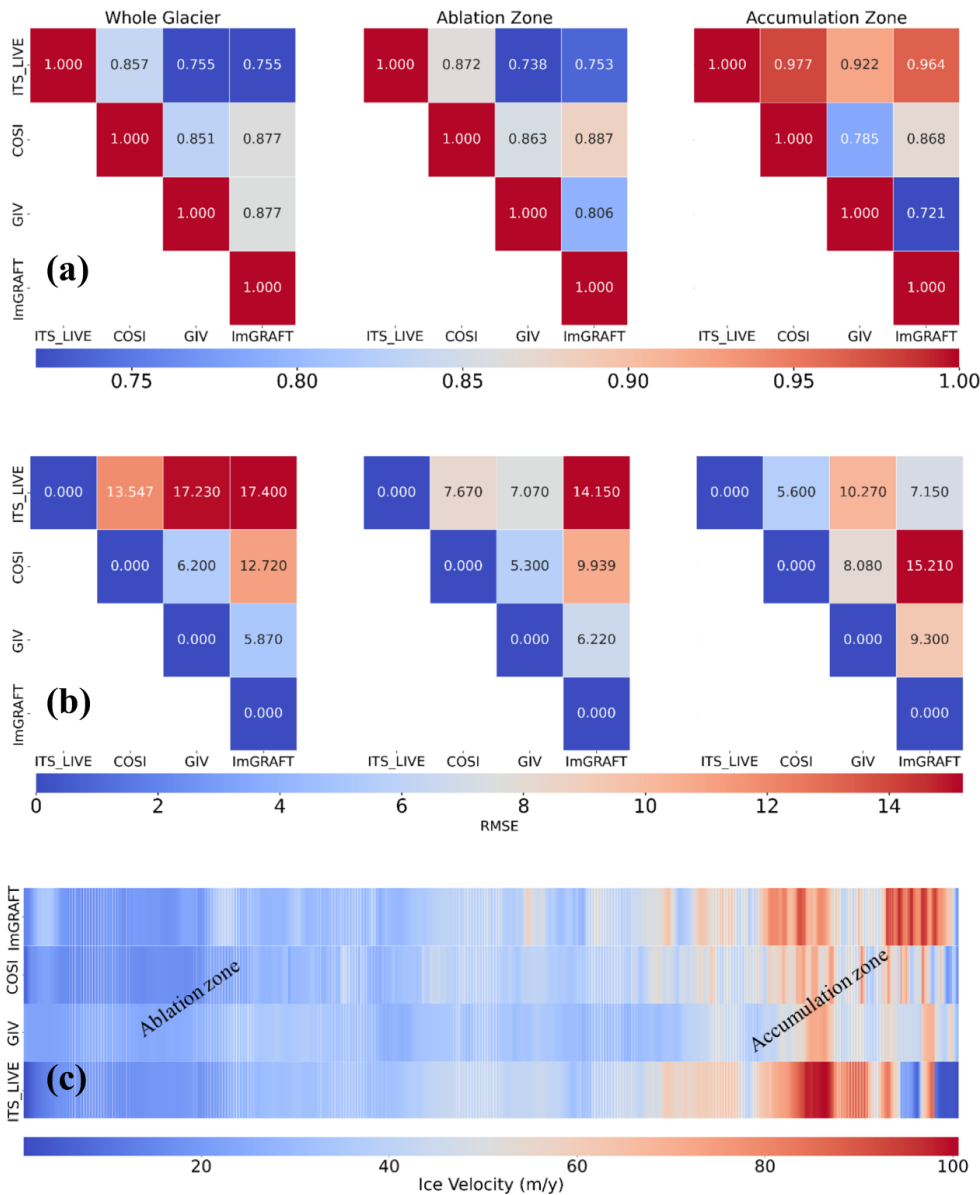 Whole Glacier Ablation Zone Accumulation Zone
ITS_LIVE 1.000 0.857 0.755 0.755 1.000 0.872 0.738 0.753 1.000 0.977 0.922 0.964
COSI 1.000 0.851 0.877 1.000 0.863 0.887 1.000 0.785 0.868
GIV 1.000 0.877 1.000 0.806 1.000 0.721
(a)
ImGRAFT 1.000 1.000 1.000
ITS_LIVE COSI GIV ImGRAFT ITS_LIVE COSI GIV ImGRAFT ITS_LIVE COSI GIV ImGRAFT
0.75 0.80 0.85 0.90 0.95 1.00
ITS_LIVE 0.000 13.547 17.230 17.400 0.000 7.670 7.070 14.150 0.000 5.600 10.270 7.150
COSI 0.000 6.200 12.720 0.000 5.300 9.939 0.000 8.080 15.210
GIV 0.000 5.870 0.000 6.220 0.000 9.300
(b)
ImGRAFT 0.000 0.000 0.000
ITS_LIVE COSI GIV ImGRAFT ITS_LIVE COSI GIV ImGRAFT ITS_LIVE COSI GIV ImGRAFT
0 2 4 6 8 10 12 14
RMSE
ImGRAFT
COSI
Ablation zone Accumulation zone
GIV
ITS_LIVE
(c)
20 40 60 80 100
Ice Velocity (m/y)